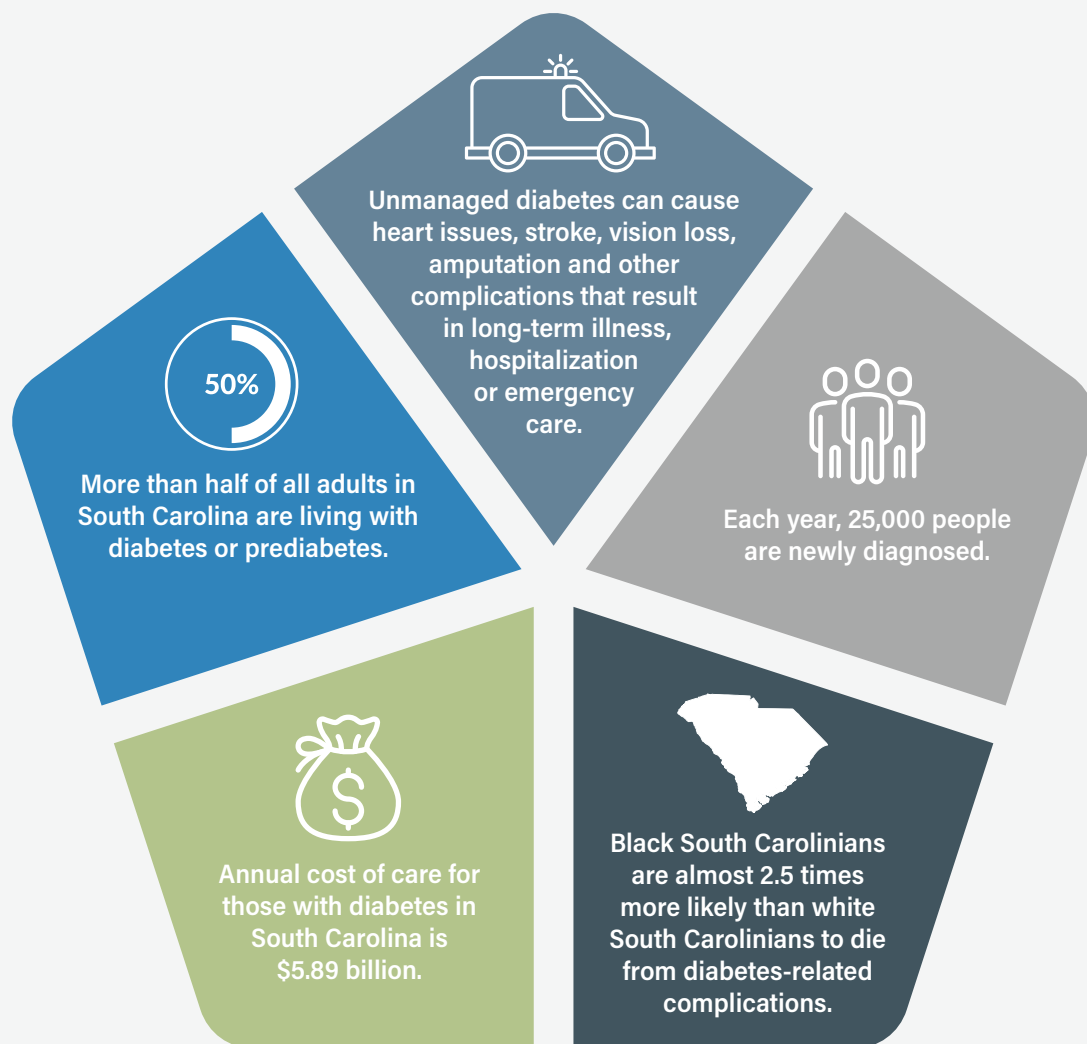 Unmanaged diabetes can cause
heart issues, stroke, vision loss,
amputation and other
complications that result
in long-term illness,
hospitalization
or emergency
care.
50%
More than half of all adults in
South Carolina are living with
diabetes or prediabetes.
Each year, 25,000 people
are newly diagnosed.
$
Annual cost of care for
those with diabetes in
South Carolina is
$5.89 billion.
Black South Carolinians
are almost 2.5 times
more likely than white
South Carolinians to die
from diabetes-related
complications.